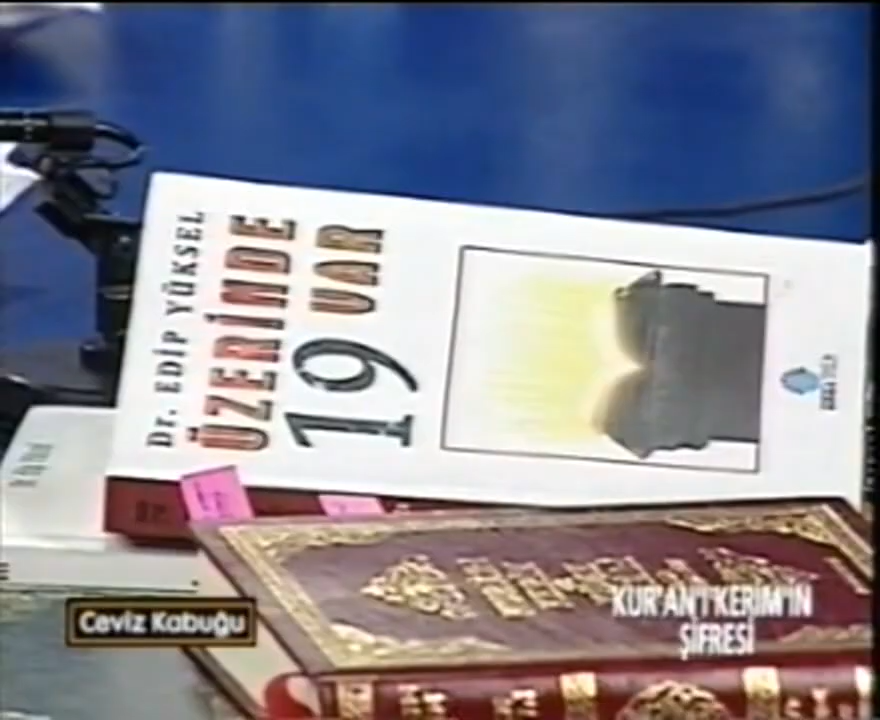 Dr. EDİP YÜKSEL
ÜZERİNDE
19 VAR
Ceviz Kabuğu
KUR'AN'I KERİM'İN
ŞİFRESİ